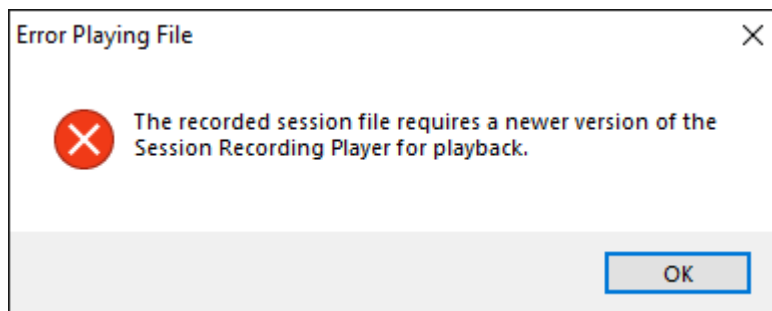 Error Playing File
The recorded session file requires a newer version of the
Session Recording Player for playback.
OK